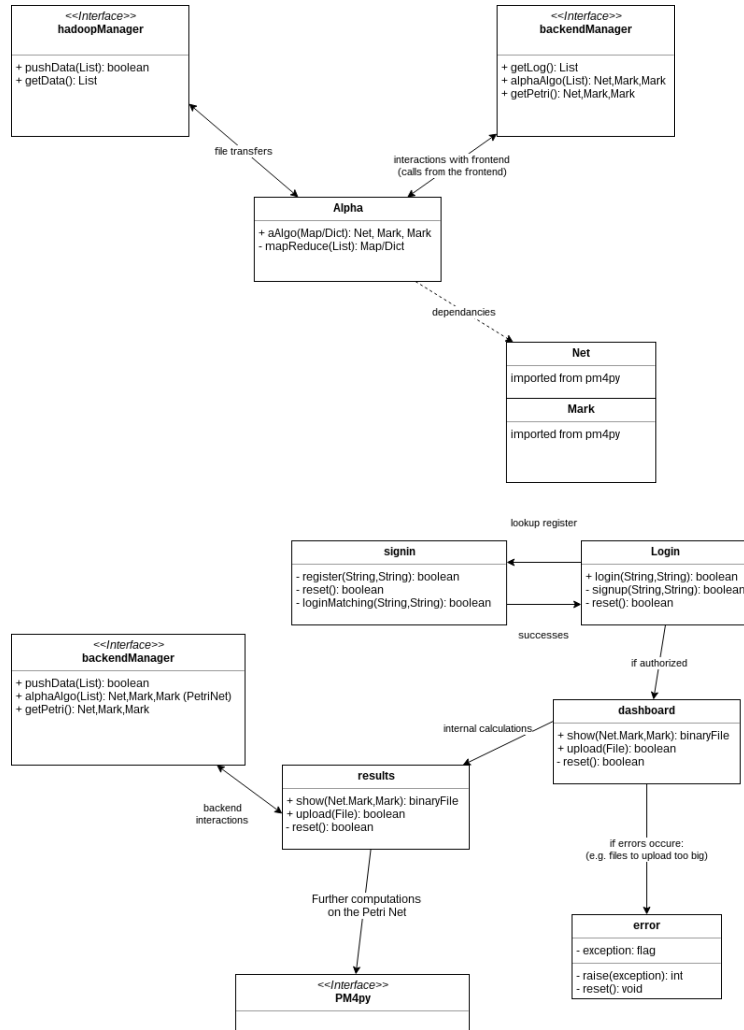 <<Interface>>
hadoopManager
+ pushData(List): boolean
+ getData(): List
<<Interface>>
backendManager
+ getLog(): List
+ alphaAlgo(List): Net,Mark,Mark
+ getPetri(): Net,Mark,Mark
file transfers
interactions with frontend
(calls from the frontend)
Alpha
+ aAlgo(Map/Dict): Net, Mark, Mark
- mapReduce(List): Map/Dict
dependancies
Net
imported from pm4py
Mark
imported from pm4py
lookup register
signin
- register(String,String): boolean
- reset(): boolean
- loginMatching(String,String): boolean
Login
+ login(String,String): boolean
- signup(String,String): boolean
- reset(): boolean
successes
<<Interface>>
backendManager
+ pushData(List): boolean
+ alphaAlgo(List): Net,Mark,Mark (PetriNet)
+ getPetri(): Net,Mark,Mark
if authorized
dashboard
+ show(Net.Mark,Mark): binaryFile
+ upload(File): boolean
- reset(): boolean
internal calculations
results
+ show(Net.Mark,Mark): binaryFile
+ upload(File): boolean
- reset(): boolean
backend
interactions
if errors occure:
(e.g. files to upload too big)
Further computations
on the Petri Net
error
- exception: flag
- raise(exception): int
- reset(): void
<<Interface>>
PM4py